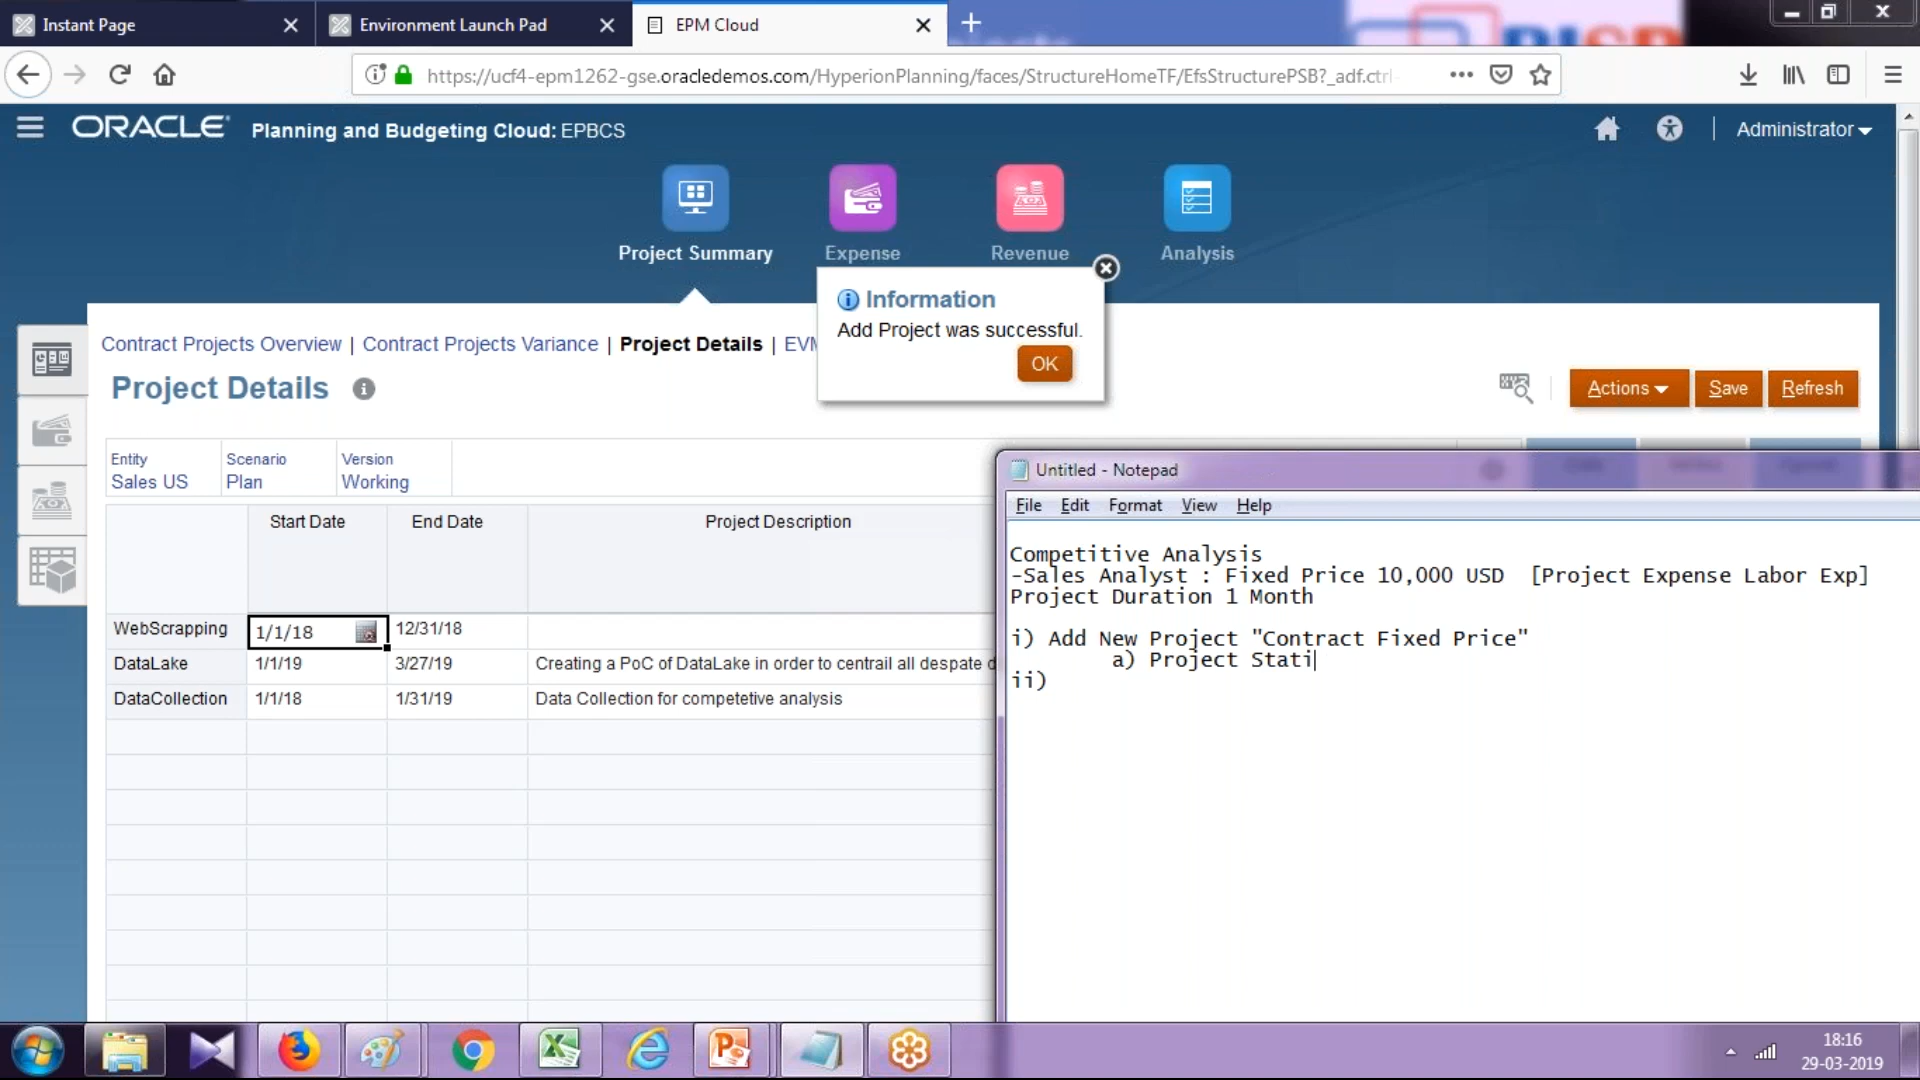 Instant Page
Environment Launch Pad
EPM Cloud
https://ucf4-epm1262-gse.oracledemos.com/HyperionPlanning/faces/StructureHomeTF/EfsStructurePSB?_adf.ctrl-
ORACLE Planning and Budgeting Cloud: EPBCS
Administrator
Project Summary
Expense
Revenue
Analysis
Information
Add Project was successful.
OK
Contract Projects Overview | Contract Projects Variance | Project Details | EVM
Project Details
Actions
Save
Refresh
Entity
Sales US
Scenario
Plan
Version
Working
Start Date
End Date
Project Description
WebScrapping 1/1/18 12/31/18
DataLake 1/1/19 3/27/19 Creating a PoC of DataLake in order to centrail all despate d
DataCollection 1/1/18 1/31/19 Data Collection for competetive analysis
Untitled - Notepad
File Edit Format View Help
Competitive Analysis
-Sales Analyst : Fixed Price 10,000 USD [Project Expense Labor Exp]
Project Duration 1 Month
i) Add New Project "Contract Fixed Price"
a) Project Stati
ii)
18:16
29-03-2019